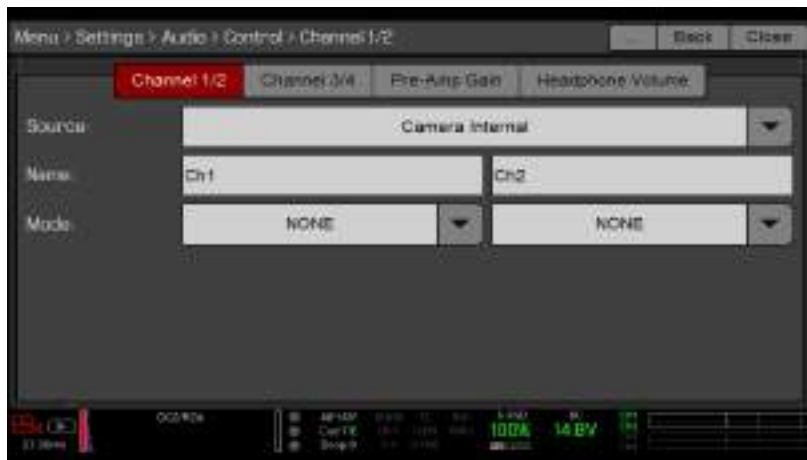 Menu > Settings > Audio > Control > Channel 1/2
... Back Close
Channel 1/2 Channel 3/4 Pre-Amp Gain Headphone Volume
Source: Camera Internal
Name: Ch1 Ch2
Mode: NONE NONE
100% 14.8V